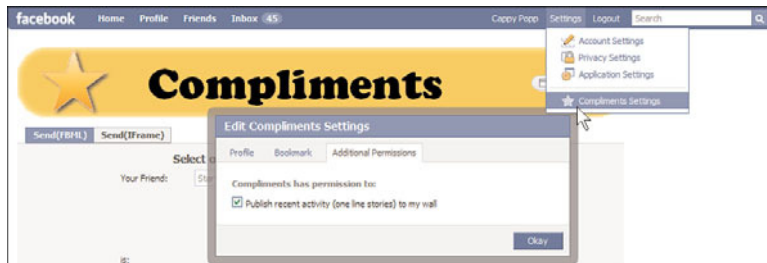 facebook Home Profile Friends Inbox 45 Cappy Popp Settings Logout Search
Account Settings
Privacy Settings
Application Settings
Compliments Settings
Compliments
Send(FBML) Send(IFrame)
Edit Compliments Settings
Profile Bookmark Additional Permissions
Select
Your Friend:
Compliments has permission to:
Publish recent activity (one line stories) to my wall
Okay
is: